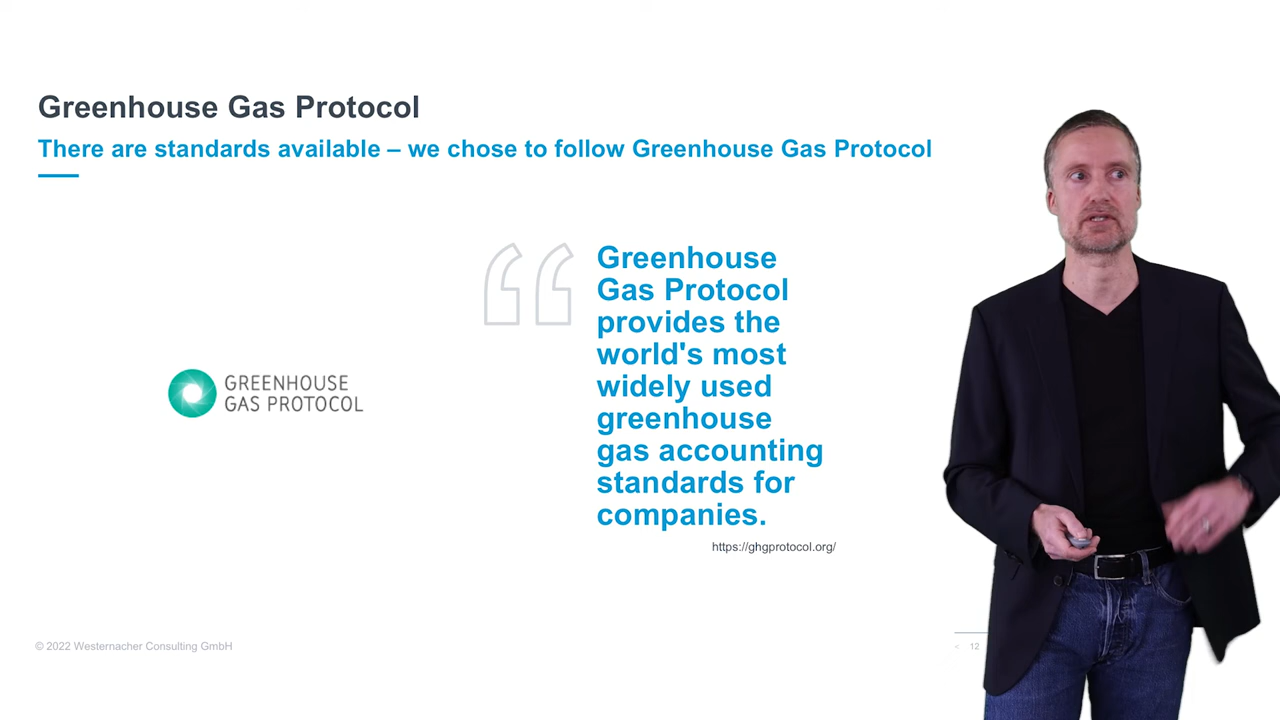 Greenhouse Gas Protocol
There are standards available – we chose to follow Greenhouse Gas Protocol
GREENHOUSE
GAS PROTOCOL
“
Greenhouse
Gas Protocol
provides the
world's most
widely used
greenhouse
gas accounting
standards for
companies.
https://ghgprotocol.org/
© 2022 Westernacher Consulting GmbH
< 12